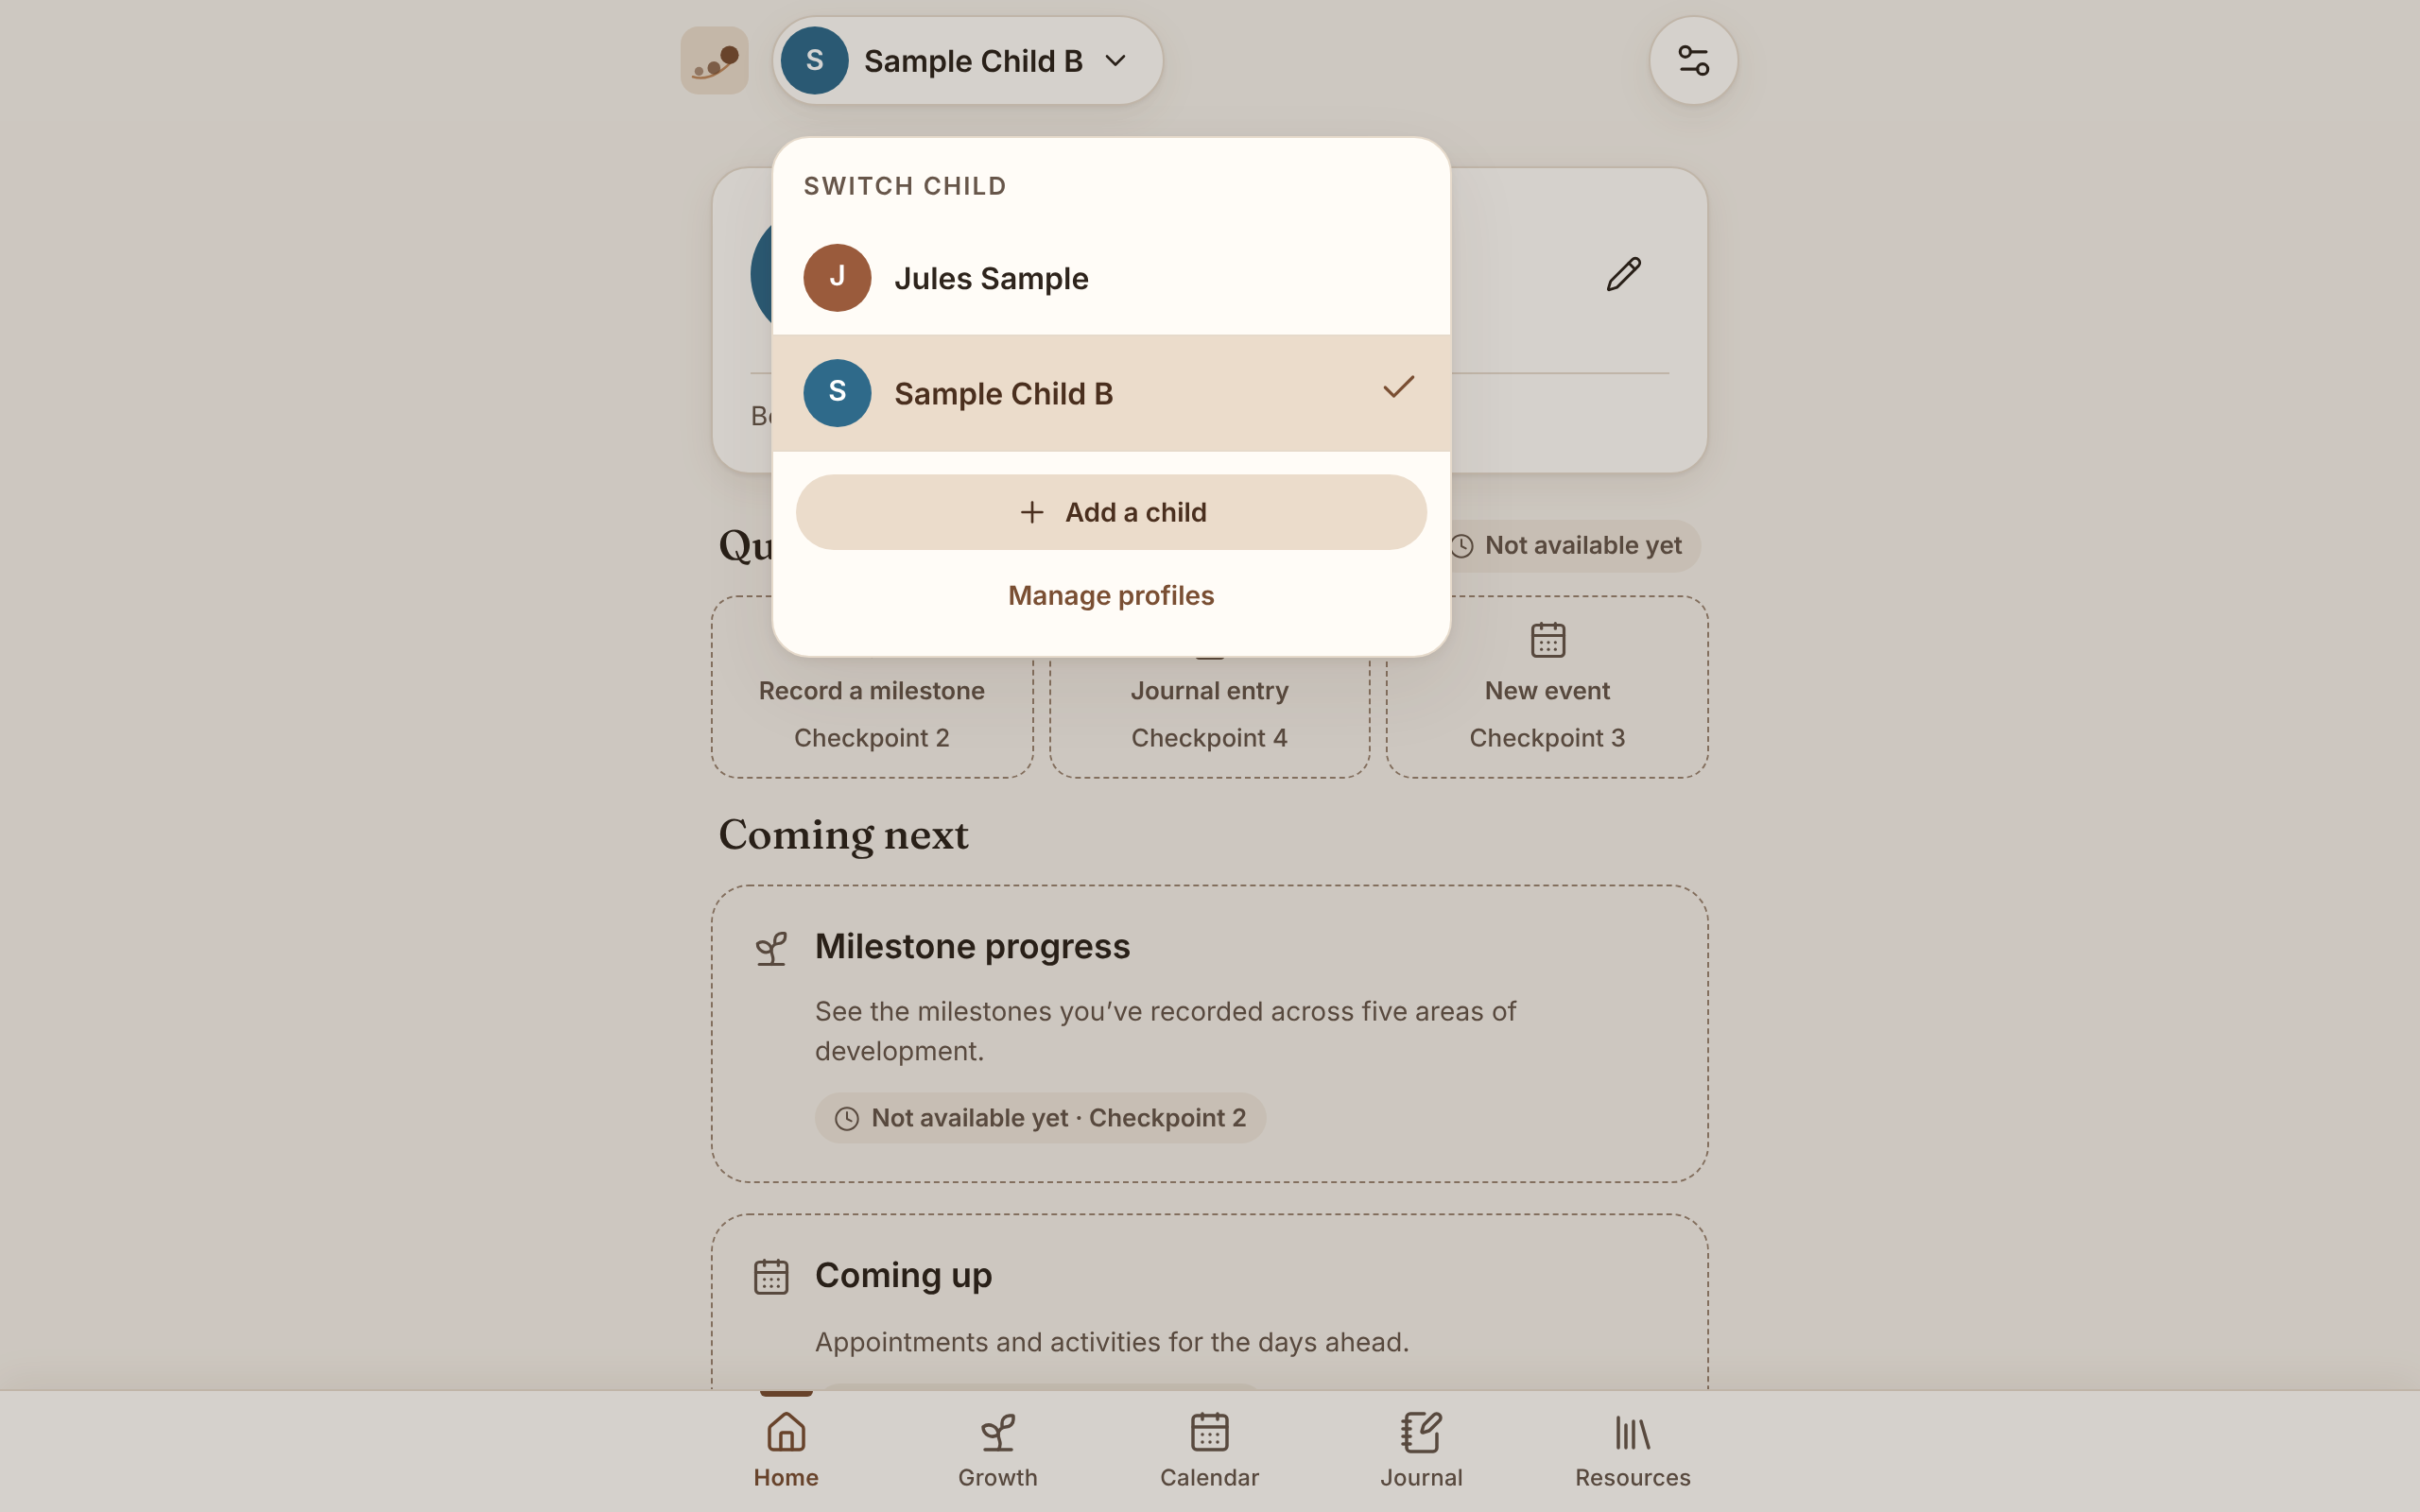 S Sample Child B
SWITCH CHILD
J Jules Sample
S Sample Child B
Add a child
Not available yet
Manage profiles
Record a milestone
Checkpoint 2
Journal entry
Checkpoint 4
New event
Checkpoint 3
Coming next
Milestone progress
See the milestones you’ve recorded across five areas of
development.
Not available yet · Checkpoint 2
Coming up
Appointments and activities for the days ahead.
Home
Growth
Calendar
Journal
Resources